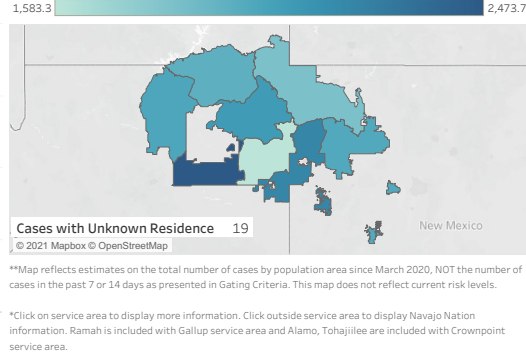 1,583.3 2,473.7
New Mexico
Cases with Unknown Residence 19
© 2021 Mapbox © OpenStreetMap
**Map reflects estimates on the total number of cases by population area since March 2020, NOT the number of
cases in the past 7 or 14 days as presented in Gating Criteria. This map does not reflect current risk levels.
*Click on service area to display more information. Click outside service area to display Navajo Nation
information. Ramah is included with Gallup service area and Alamo, Tohajiilee are included with Crownpoint
service area.